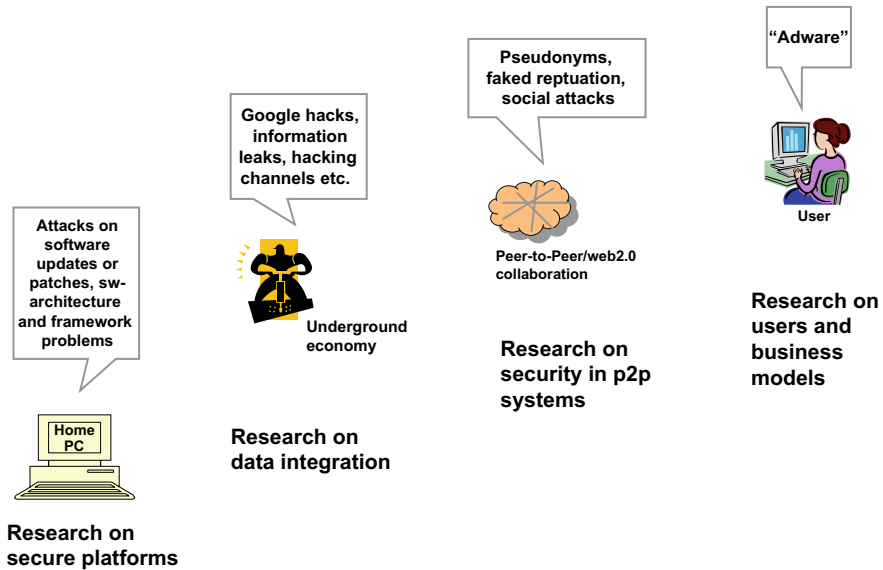 Attacks on
software
updates or
patches, sw-
architecture
and framework
problems
Home
PC
Research on
secure platforms
Google hacks,
information
leaks, hacking
channels etc.
Underground
economy
Research on
data integration
Pseudonyms,
faked reptuation,
social attacks
Peer-to-Peer/web2.0
collaboration
Research on
security in p2p
systems
“Adware”
User
Research on
users and
business
models